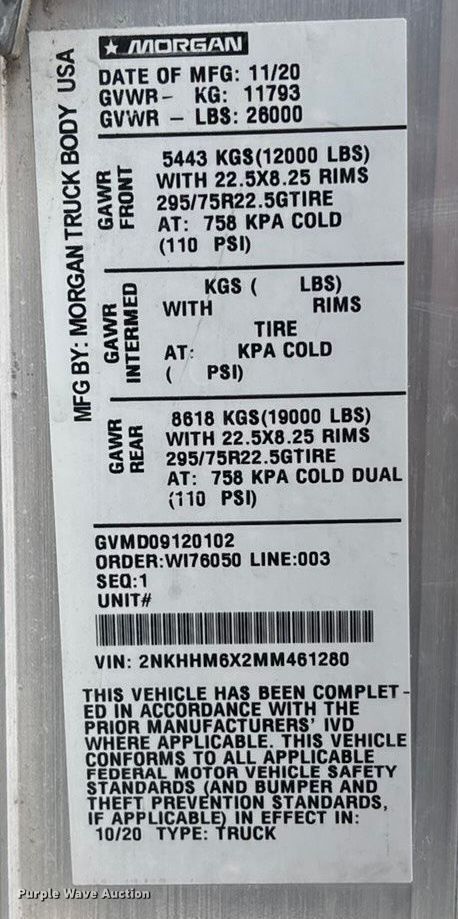 MORGAN
MFG BY: MORGAN TRUCK BODY USA
DATE OF MFG: 11/20
GVWR- KG: 11793
GVWR - LBS: 26000
GAWR FRONT
5443 KGS(12000 LBS)
WITH 22.5X8.25 RIMS
295/75R22.5GTIRE
AT: 758 KPA COLD
(110 PSI)
GAWR INTERMED
KGS ( LBS)
WITH RIMS
TIRE
AT: KPA COLD
( PSI)
GAWR REAR
8618 KGS(19000 LBS)
WITH 22.5X8.25 RIMS
295/75R22.5GTIRE
AT: 758 KPA COLD DUAL
(110 PSI)
GVMD09120102
ORDER:WI76050 LINE:003
SEQ:1
UNIT#
VIN: 2NKHHM6X2MM461280
THIS VEHICLE HAS BEEN COMPLET-
ED IN ACCORDANCE WITH THE
PRIOR MANUFACTURERS' IVD
WHERE APPLICABLE. THIS VEHICLE
CONFORMS TO ALL APPLICABLE
FEDERAL MOTOR VEHICLE SAFETY
STANDARDS (AND BUMPER AND
THEFT PREVENTION STANDARDS,
IF APPLICABLE) IN EFFECT IN:
10/20 TYPE: TRUCK
Purple Wave Auction